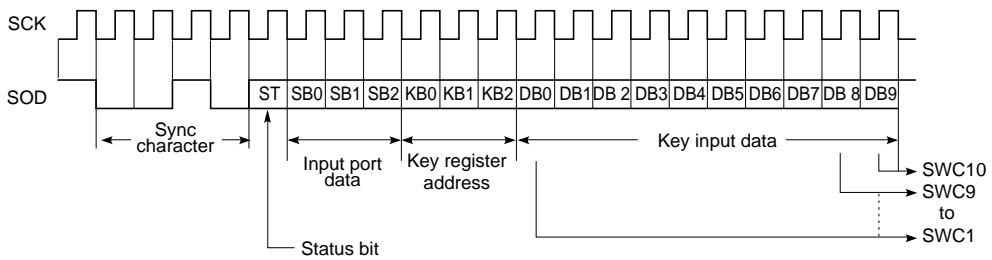 SCK
SOD
ST SB0 SB1 SB2 KB0 KB1 KB2 DB0 DB1 DB 2 DB3 DB4 DB5 DB6 DB7 DB 8 DB9
Sync
character
Input port
data
Key register
address
Key input data
Status bit
SWC10
SWC9
to
SWC1